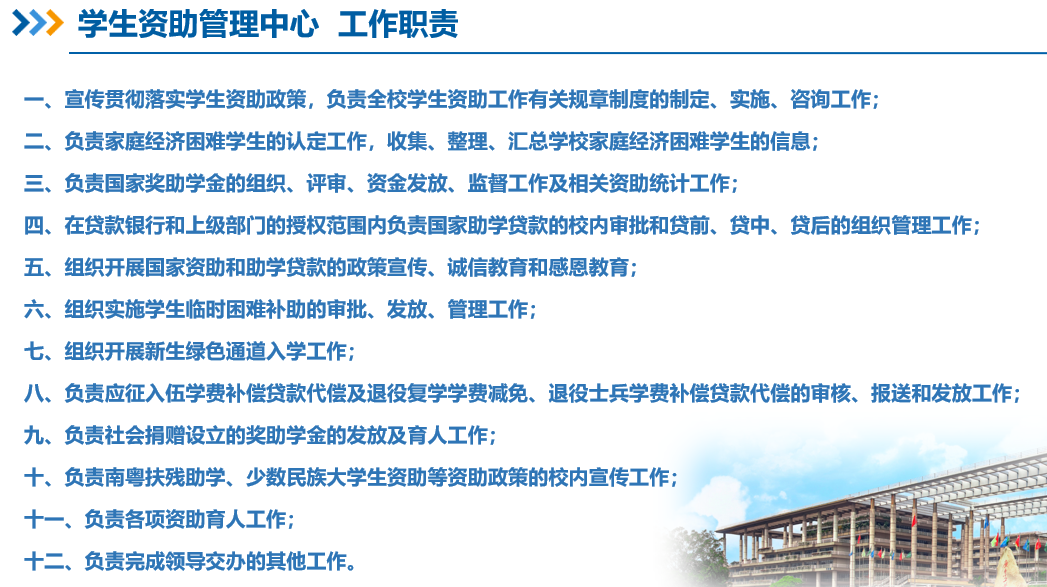 学生资助管理中心 工作职责
一、宣传贯彻落实学生资助政策，负责全校学生资助工作有关规章制度的制定、实施、咨询工作；
二、负责家庭经济困难学生的认定工作，收集、整理、汇总学校家庭经济困难学生的信息；
三、负责国家奖助学金的组织、评审、资金发放、监督工作及相关资助统计工作；
四、在贷款银行和上级部门的授权范围内负责国家助学贷款的校内审批和贷前、贷中、贷后的组织管理工作；
五、组织开展国家资助和助学贷款的政策宣传、诚信教育和感恩教育；
六、组织实施学生临时困难补助的审批、发放、管理工作；
七、组织开展新生绿色通道入学工作；
八、负责应征入伍学费补偿贷款代偿及退役复学学费减免、退役士兵学费补偿贷款代偿的审核、报送和发放工作；
九、负责社会捐赠设立的奖助学金的发放及育人工作；
十、负责南粤扶残助学、少数民族大学生资助等资助政策的校内宣传工作；
十一、负责各项资助育人工作；
十二、负责完成领导交办的其他工作。